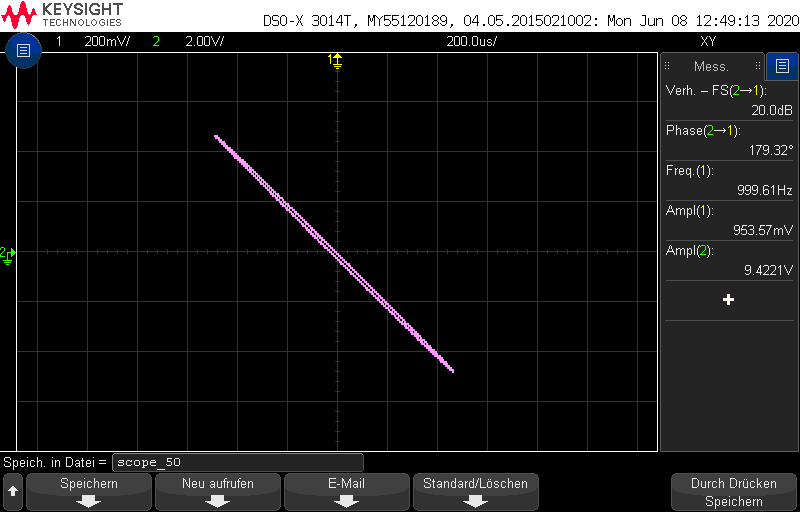 KEYSIGHT
TECHNOLOGIES
DSO-X 3014T, MY55120189, 04.05.2015021002: Mon Jun 08 12:49:13 2020
1 200mV/ 2 2.00V/ 200.0us/ XY
1
2
Mess.
Verh. – FS(2→1):
20.0dB
Phase(2→1):
179.32°
Freq.(1):
999.61Hz
Ampl(1):
953.57mV
Ampl(2):
9.4221V
Speich. in Datei = scope_50
Speichern
Neu aufrufen
E-Mail
Standard/Löschen
Durch Drücken
Speichern